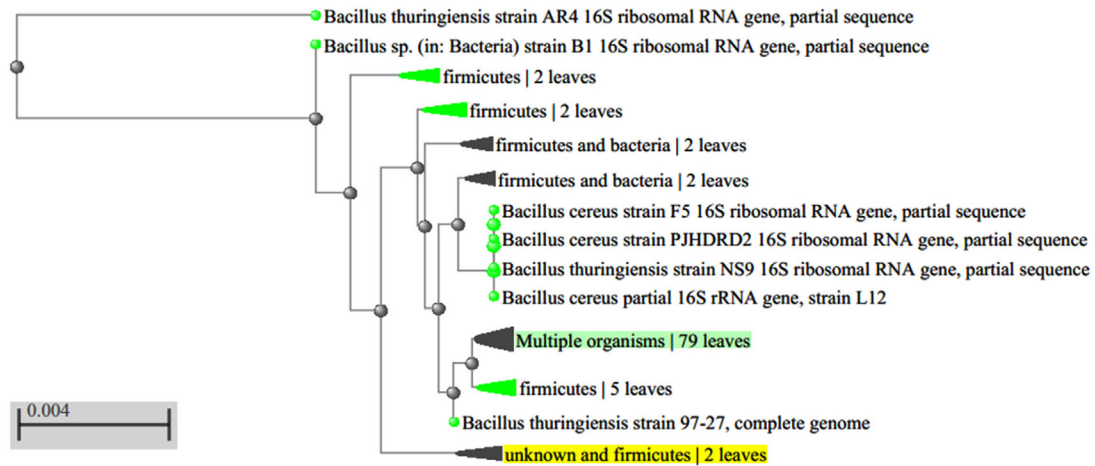 Bacillus thuringiensis strain AR4 16S ribosomal RNA gene, partial sequence
Bacillus sp. (in: Bacteria) strain B1 16S ribosomal RNA gene, partial sequence
firmicutes | 2 leaves
firmicutes | 2 leaves
firmicutes and bacteria | 2 leaves
firmicutes and bacteria | 2 leaves
Bacillus cereus strain F5 16S ribosomal RNA gene, partial sequence
Bacillus cereus strain PJHDRD2 16S ribosomal RNA gene, partial sequence
Bacillus thuringiensis strain NS9 16S ribosomal RNA gene, partial sequence
Bacillus cereus partial 16S rRNA gene, strain L12
Multiple organisms | 79 leaves
firmicutes | 5 leaves
0.004
Bacillus thuringiensis strain 97-27, complete genome
unknown and firmicutes | 2 leaves